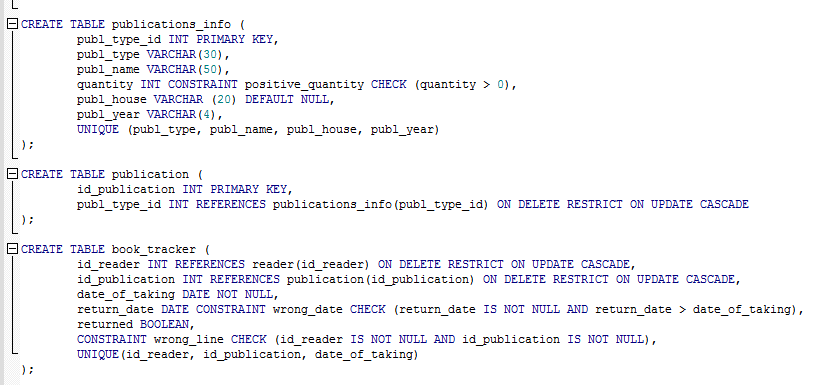 CREATE TABLE publications_info (
publ_type_id INT PRIMARY KEY,
publ_type VARCHAR(30),
publ_name VARCHAR(50),
quantity INT CONSTRAINT positive_quantity CHECK (quantity > 0),
publ_house VARCHAR (20) DEFAULT NULL,
publ_year VARCHAR(4),
UNIQUE (publ_type, publ_name, publ_house, publ_year)
);
CREATE TABLE publication (
id_publication INT PRIMARY KEY,
publ_type_id INT REFERENCES publications_info(publ_type_id) ON DELETE RESTRICT ON UPDATE CASCADE
);
CREATE TABLE book_tracker (
id_reader INT REFERENCES reader(id_reader) ON DELETE RESTRICT ON UPDATE CASCADE,
id_publication INT REFERENCES publication(id_publication) ON DELETE RESTRICT ON UPDATE CASCADE,
date_of_taking DATE NOT NULL,
return_date DATE CONSTRAINT wrong_date CHECK (return_date IS NOT NULL AND return_date > date_of_taking),
returned BOOLEAN,
CONSTRAINT wrong_line CHECK (id_reader IS NOT NULL AND id_publication IS NOT NULL),
UNIQUE(id_reader, id_publication, date_of_taking)
);